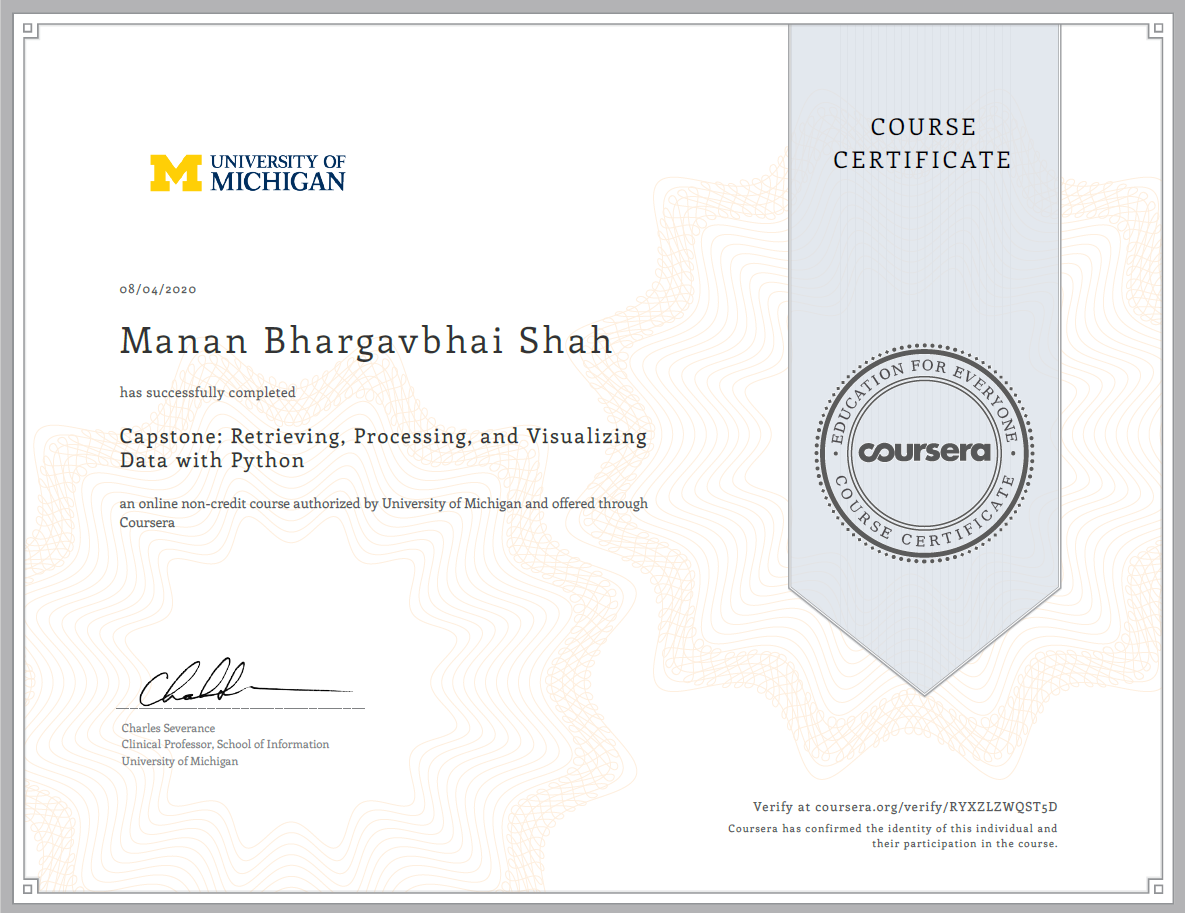 UNIVERSITY OF
MICHIGAN
COURSE
CERTIFICATE
08/04/2020
Manan Bhargavbhai Shah
has successfully completed
Capstone: Retrieving, Processing, and Visualizing
Data with Python
an online non-credit course authorized by University of Michigan and offered through
Coursera
EDUCATION FOR EVERYONE
coursera
COURSE CERTIFICATE
Charles Severance
Clinical Professor, School of Information
University of Michigan
Verify at coursera.org/verify/RYXZLZWQST5D
Coursera has confirmed the identity of this individual and
their participation in the course.